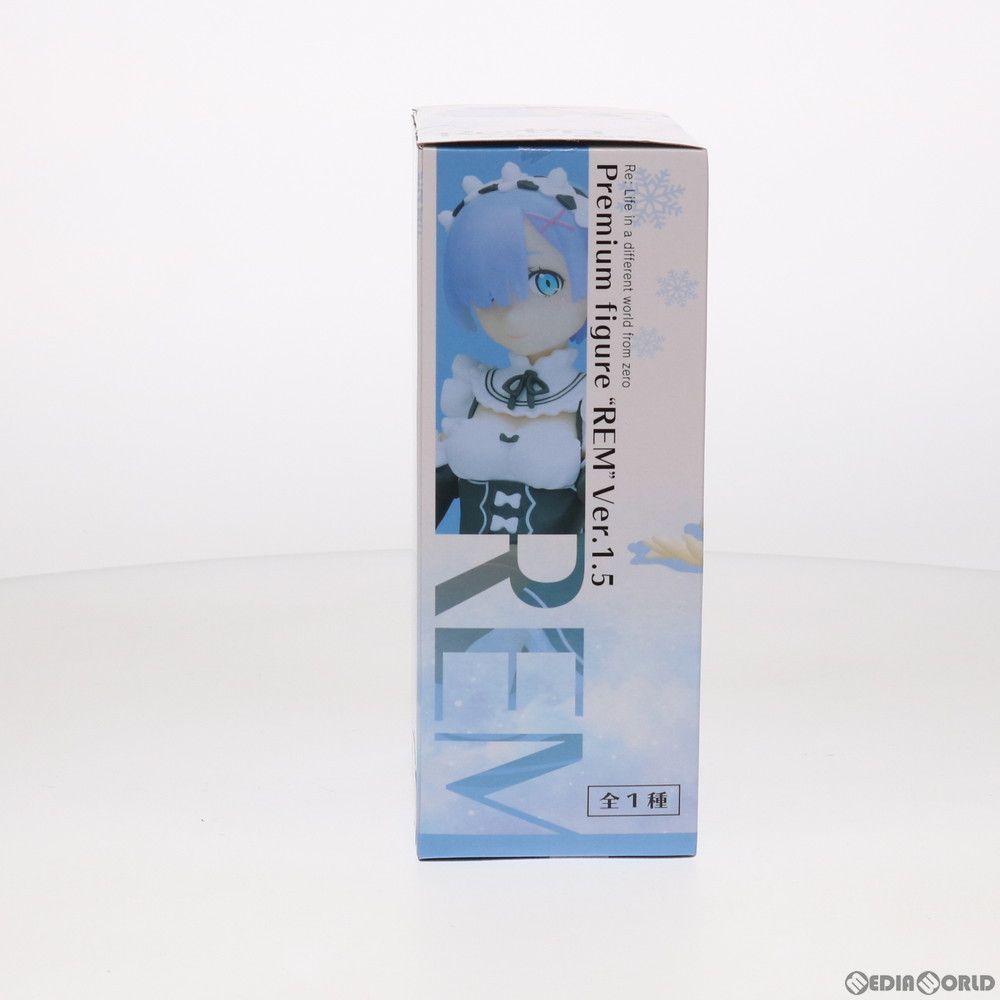 Re: Life in a different world from zero
Premium figure “REM” Ver.1.5
REM
全1種
MEDIAWORLD